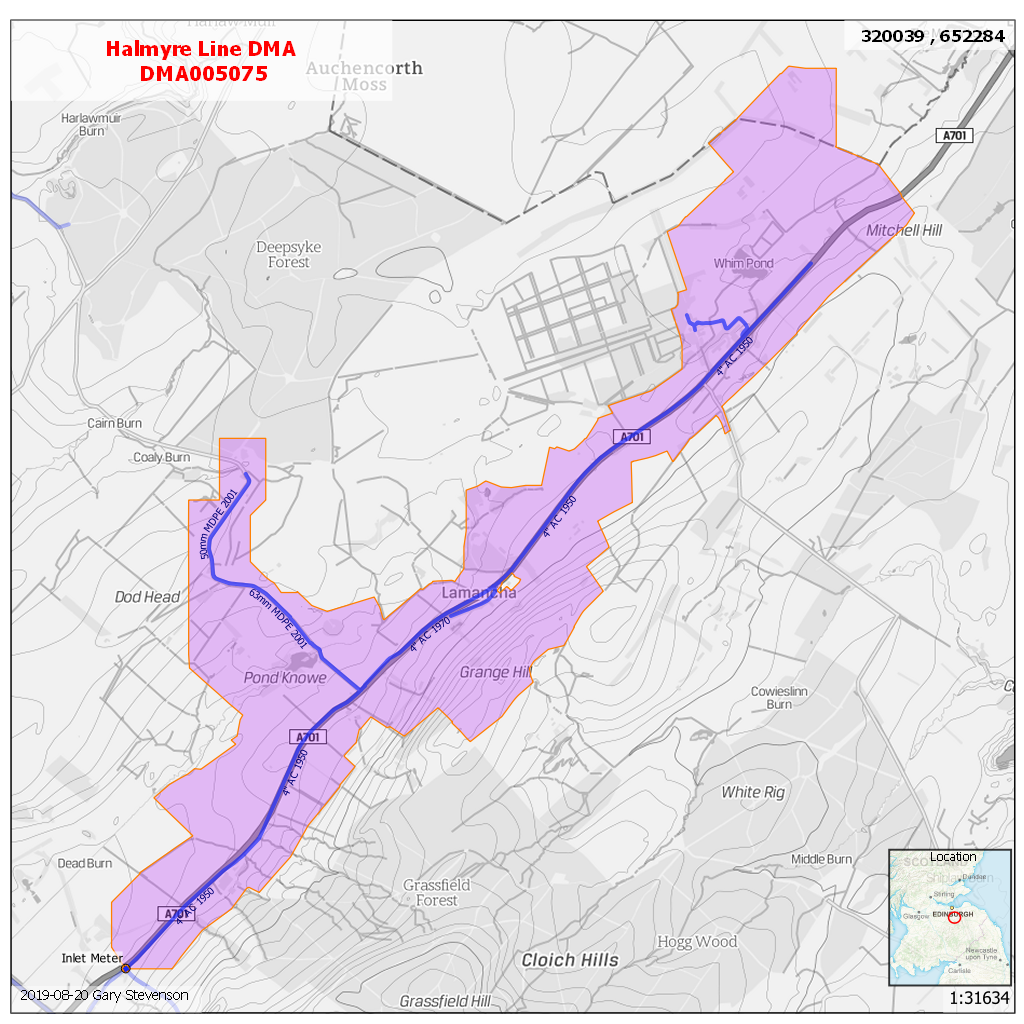 Harlaw Muir
Halmyre Line DMA
DMA005075
320039 , 652284
Auchencorth
Moss
Harlawmuir
Burn
A701
Deepsyke
Forest
Mitchell Hill
Whim Pond
4" AC 1950
Cairn Burn
A701
Coaly Burn
50mm MDPE 2001
4" AC 1950
Dod Head
63mm MDPE 2001
Lamancha
4" AC 1970
Pond Knowe
Grange Hill
Cowieslinn
Burn
A701
4" AC 1950
White Rig
Dead Burn
Middle Burn
Location
SCOTLAND
Dundee
Stirling
Glasgow
EDINBURGH
Newcastle
upon Tyne
Carlisle
Grassfield
Forest
A701
4" AC 1950
Hogg Wood
Inlet Meter
Cloich Hills
2019-08-20 Gary Stevenson
Grassfield Hill
1:31634